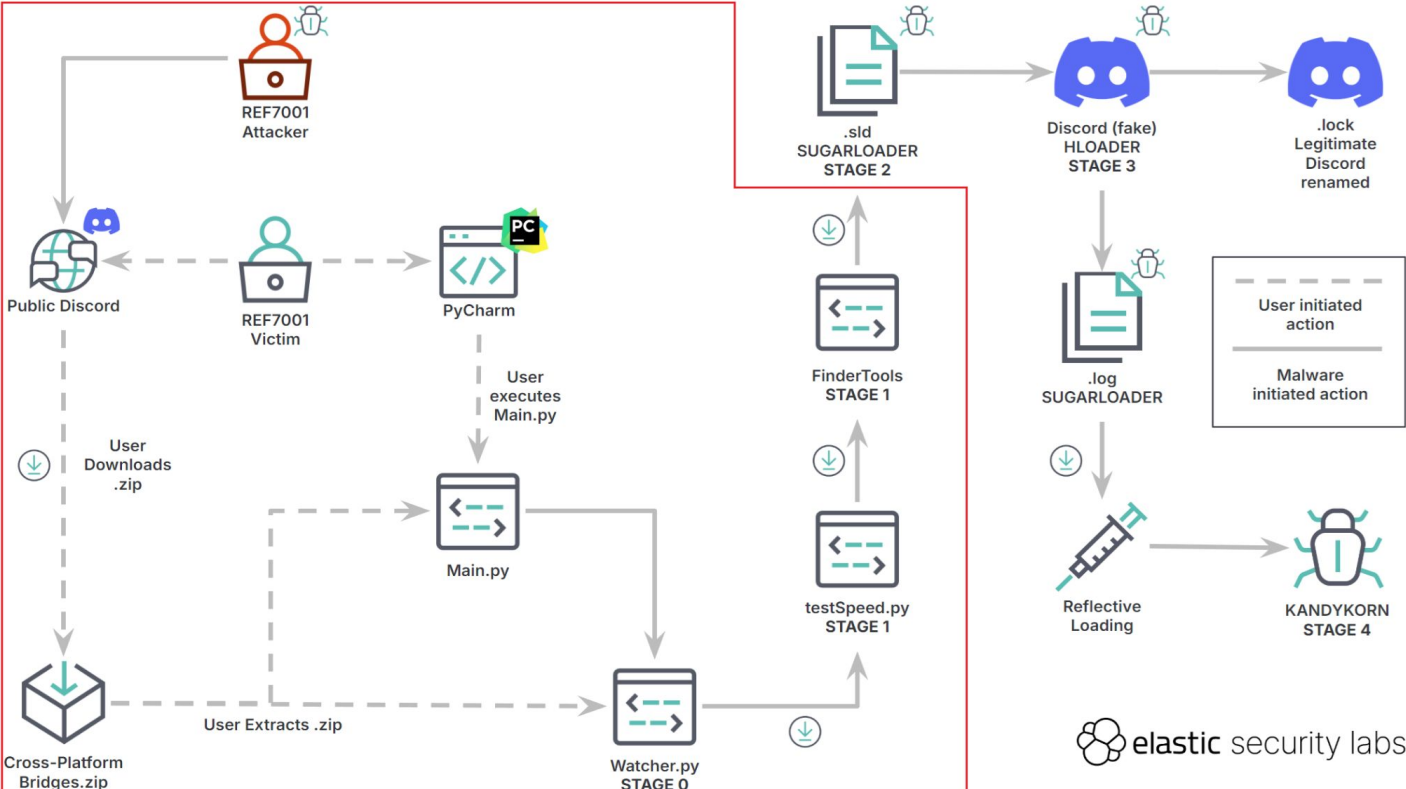 REF7001
Attacker
Public Discord
REF7001
Victim
PC
PyCharm
User
executes
Main.py
User
Downloads
.zip
Main.py
User Extracts .zip
Cross-Platform
Bridges.zip
Watcher.py
STAGE 0
testSpeed.py
STAGE 1
FinderTools
STAGE 1
.sld
SUGARLOADER
STAGE 2
Discord (fake)
HLOADER
STAGE 3
.lock
Legitimate
Discord
renamed
.log
SUGARLOADER
Reflective
Loading
KANDYKORN
STAGE 4
User initiated
action
Malware
initiated action
elastic security labs